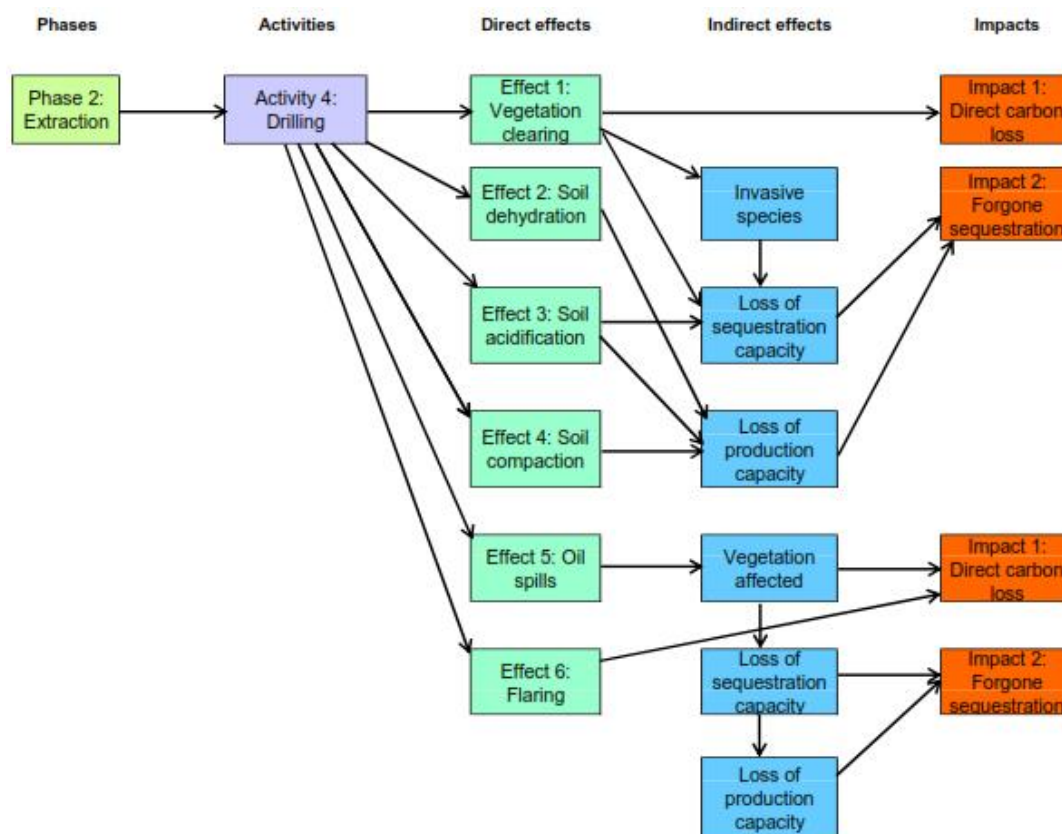 Phases
Activities
Direct effects
Indirect effects
Impacts
Phase 2:
Extraction
Activity 4:
Drilling
Effect 1:
Vegetation
clearing
Impact 1:
Direct carbon
loss
Effect 2: Soil
dehydration
Invasive
species
Impact 2:
Forgone
sequestration
Effect 3: Soil
acidification
Loss of
sequestration
capacity
Effect 4: Soil
compaction
Loss of
production
capacity
Effect 5: Oil
spills
Vegetation
affected
Impact 1:
Direct carbon
loss
Effect 6:
Flaring
Loss of
sequestration
capacity
Impact 2:
Forgone
sequestration
Loss of
production
capacity